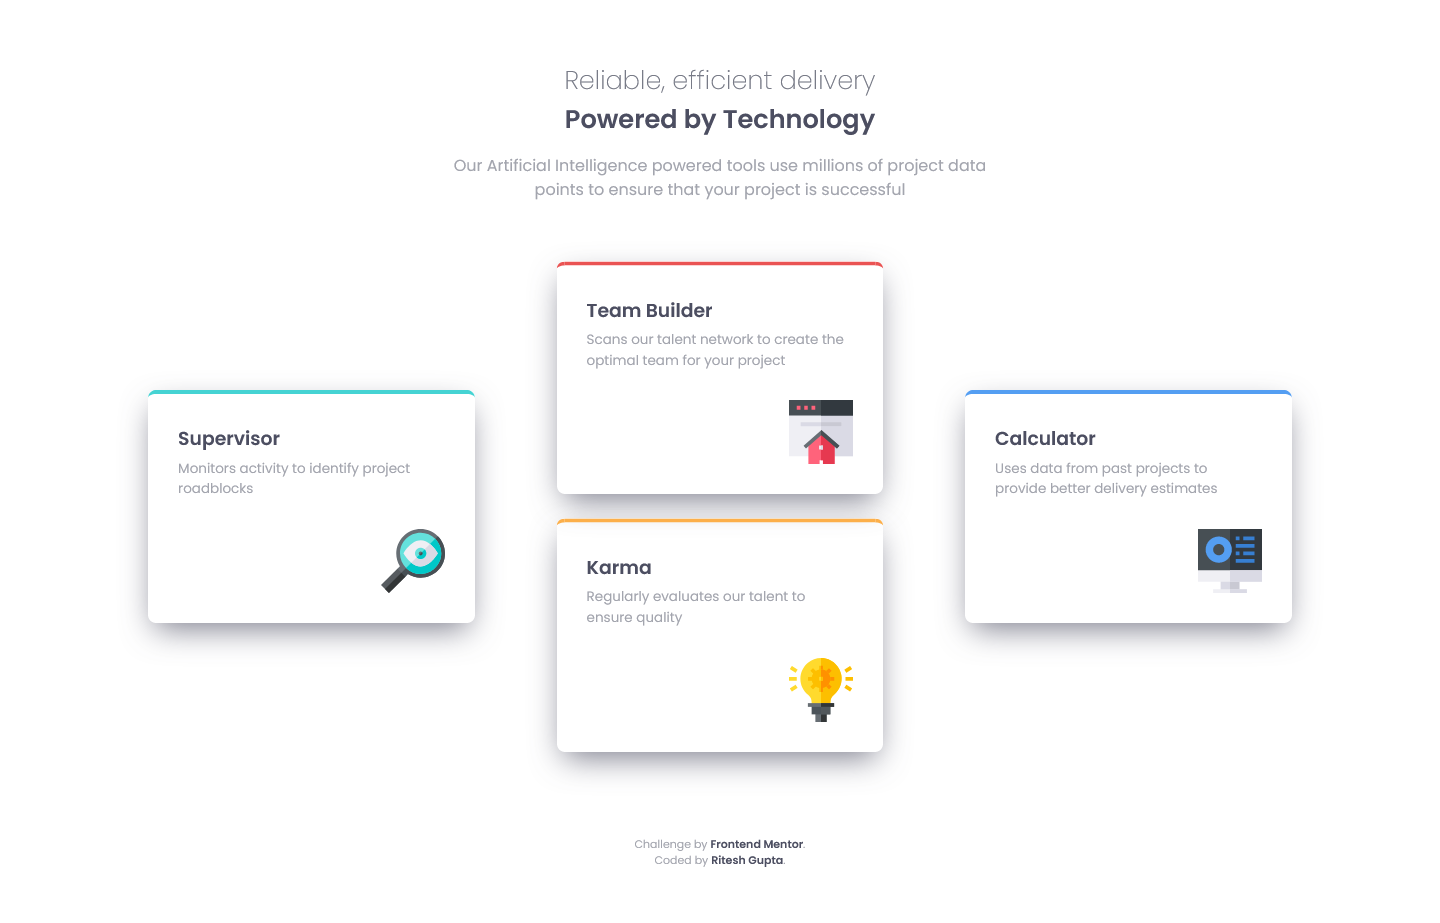 Reliable, efficient delivery
Powered by Technology
Our Artificial Intelligence powered tools use millions of project data
points to ensure that your project is successful
Supervisor
Monitors activity to identify project
roadblocks
Team Builder
Scans our talent network to create the
optimal team for your project
Karma
Regularly evaluates our talent to
ensure quality
Calculator
Uses data from past projects to
provide better delivery estimates
Challenge by Frontend Mentor.
Coded by Ritesh Gupta.